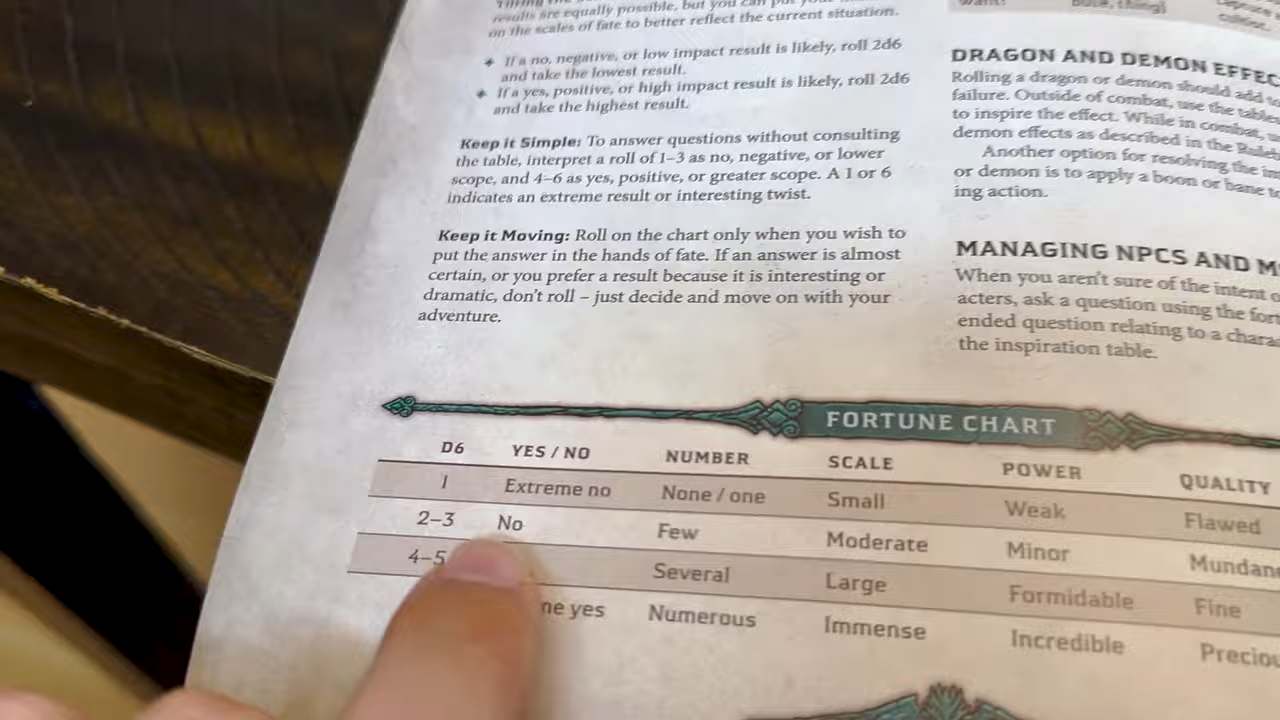 results are equally possible, but you can put your
on the scales of fate to better reflect the current situation.
If a no, negative, or low impact result is likely, roll 2d6
and take the lowest result.
If a yes, positive, or high impact result is likely, roll 2d6
and take the highest result.
Keep it Simple: To answer questions without consulting
the table, interpret a roll of 1–3 as no, negative, or lower
scope, and 4–6 as yes, positive, or greater scope. A 1 or 6
indicates an extreme result or interesting twist.
Keep it Moving: Roll on the chart only when you wish to
put the answer in the hands of fate. If an answer is almost
certain, or you prefer a result because it is interesting or
dramatic, don't roll – just decide and move on with your
adventure.
DRAGON AND DEMON EFFEC
Rolling a dragon or demon should add
failure. Outside of combat, use the tables
to inspire the effect. While in combat,
demon effects as described in the
Another option for resolving the
or demon is to apply a boon or bane
ing action.
MANAGING NPCS AND M
When you aren't sure of the intent
acters, ask a question using the for
ended question relating to a chara
the inspiration table.
FORTUNE CHART
D6 YES / NO NUMBER SCALE POWER QUALITY
1 Extreme no None / one Small Weak Flawed
2–3 No Few Moderate Minor Mundan
4–5 Several Large Formidable Fine
me yes Numerous Immense Incredible Preciou